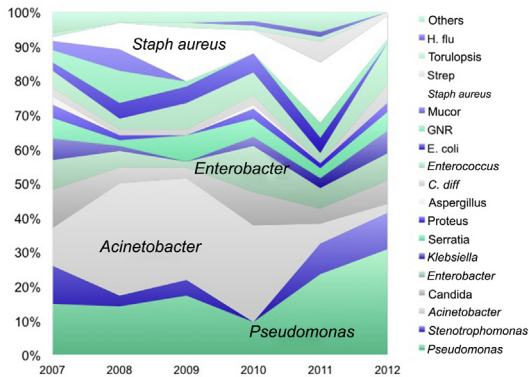 100%
90%
80%
70%
60%
50%
40%
30%
20%
10%
0%
Staph aureus
Enterobacter
Acinetobacter
Pseudomonas
2007 2008 2009 2010 2011 2012
Others
H. flu
Torulopsis
Strep
Staph aureus
Mucor
GNR
E. coli
Enterococcus
C. diff
Aspergillus
Proteus
Serratia
Klebsiella
Enterobacter
Candida
Acinetobacter
Stenotrophomonas
Pseudomonas